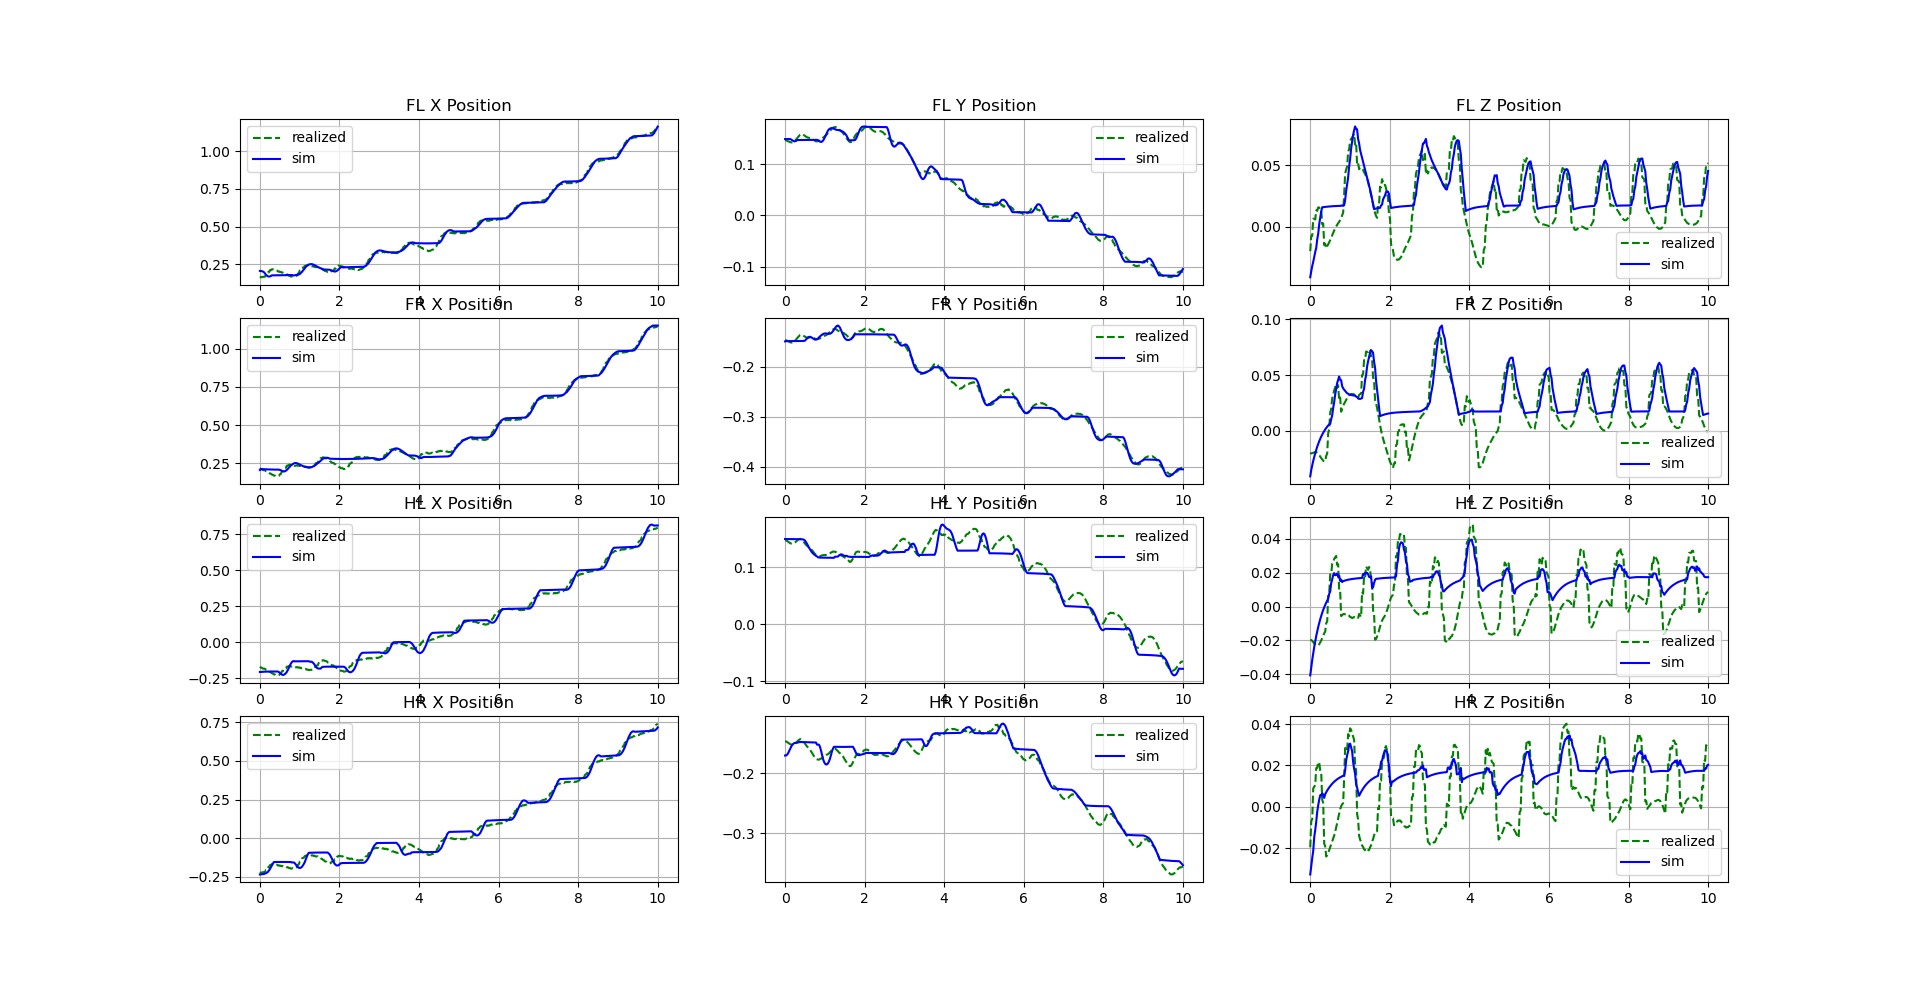 FL X Position
1.00
0.75
0.50
0.25
0 2 4 6 8 10
realized
sim
FL Y Position
0.1
0.0
−0.1
0 2 4 6 8 10
realized
sim
FL Z Position
0.05
0.00
0 2 4 6 8 10
realized
sim
FR X Position
1.00
0.75
0.50
0.25
0 2 4 6 8 10
realized
sim
FR Y Position
−0.2
−0.3
−0.4
0 2 4 6 8 10
realized
sim
FR Z Position
0.10
0.05
0.00
0 2 4 6 8 10
realized
sim
HL X Position
0.75
0.50
0.25
0.00
−0.25
0 2 4 6 8 10
realized
sim
HL Y Position
0.1
0.0
−0.1
0 2 4 6 8 10
realized
sim
HL Z Position
0.04
0.02
0.00
−0.02
−0.04
0 2 4 6 8 10
realized
sim
HR X Position
0.75
0.50
0.25
0.00
−0.25
0 2 4 6 8 10
realized
sim
HR Y Position
−0.2
−0.3
0 2 4 6 8 10
realized
sim
HR Z Position
0.04
0.02
0.00
−0.02
0 2 4 6 8 10
realized
sim